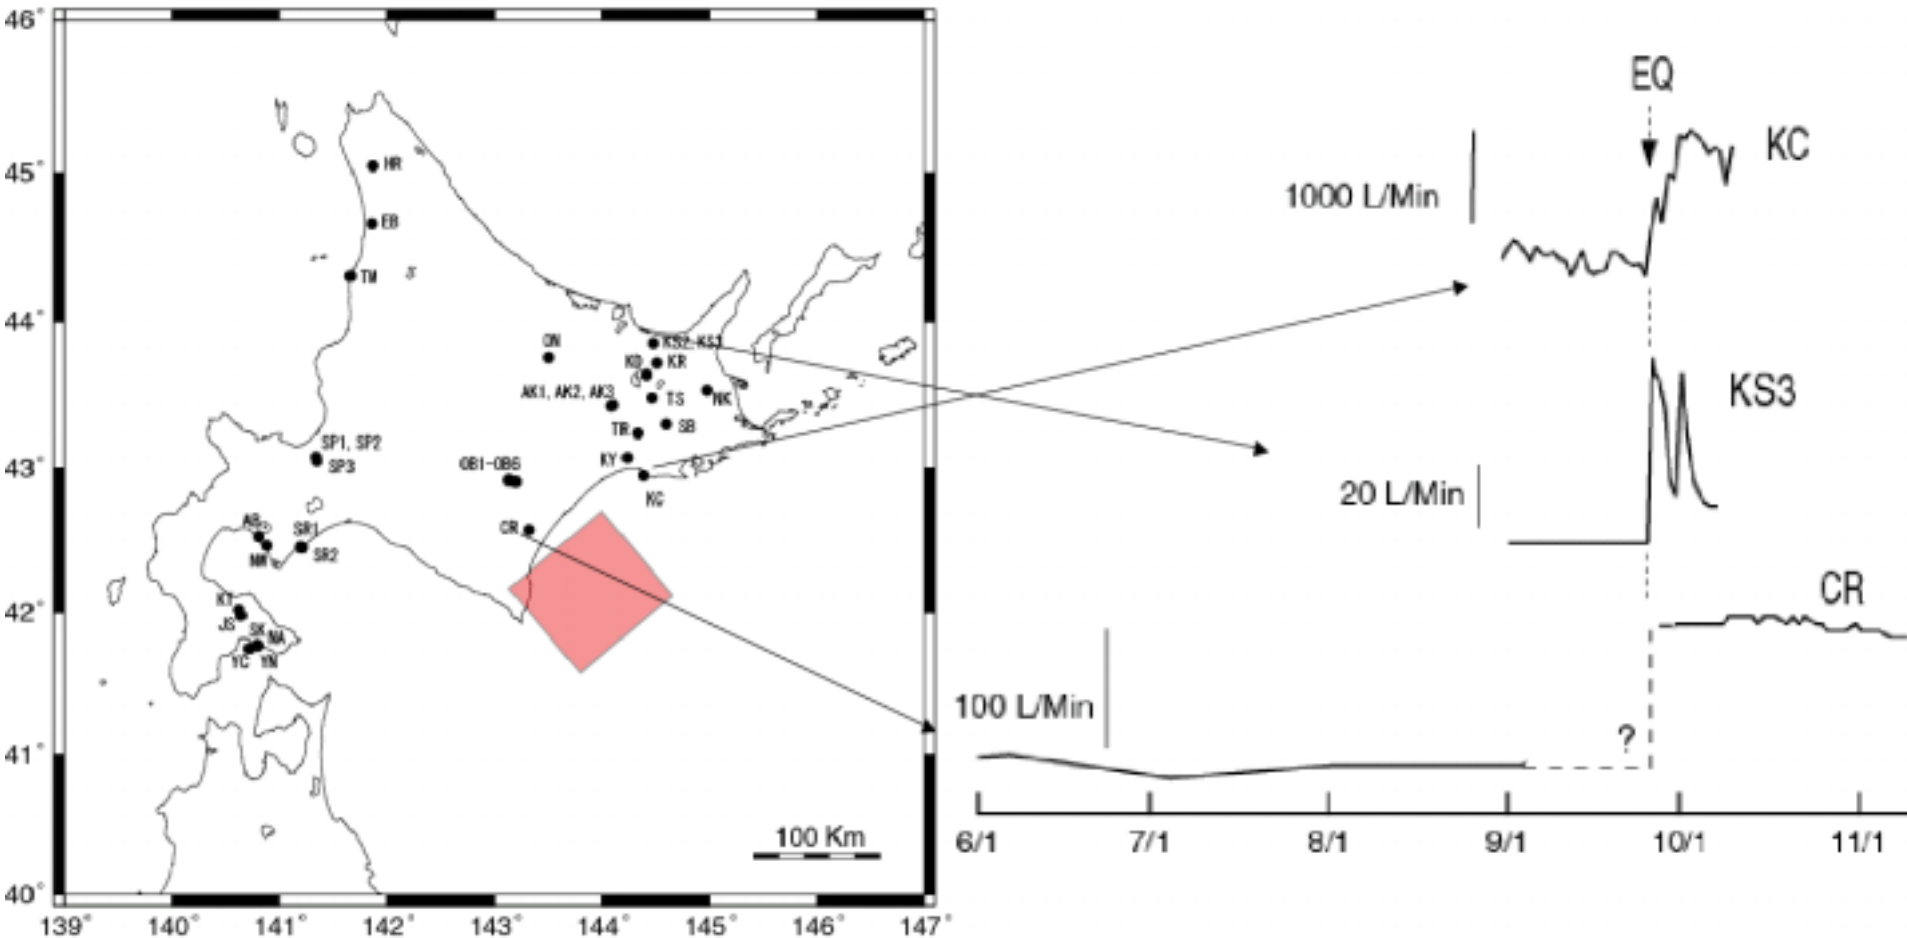 46°
45°
44°
43°
42°
41°
40°
139° 140° 141° 142° 143° 144° 145° 146° 147°
HR
EB
TM
ON
KS2, KS3
KO KR
AK1, AK2, AK3
TS NK
TR SB
SP1, SP2
SP3
OB1-OB6
KY
KC
CR
AB
NM
SR1
SR2
KT
JS
SK NA
YC YN
100 Km
EQ
KC
1000 L/Min
KS3
20 L/Min
CR
100 L/Min
?
6/1 7/1 8/1 9/1 10/1 11/1